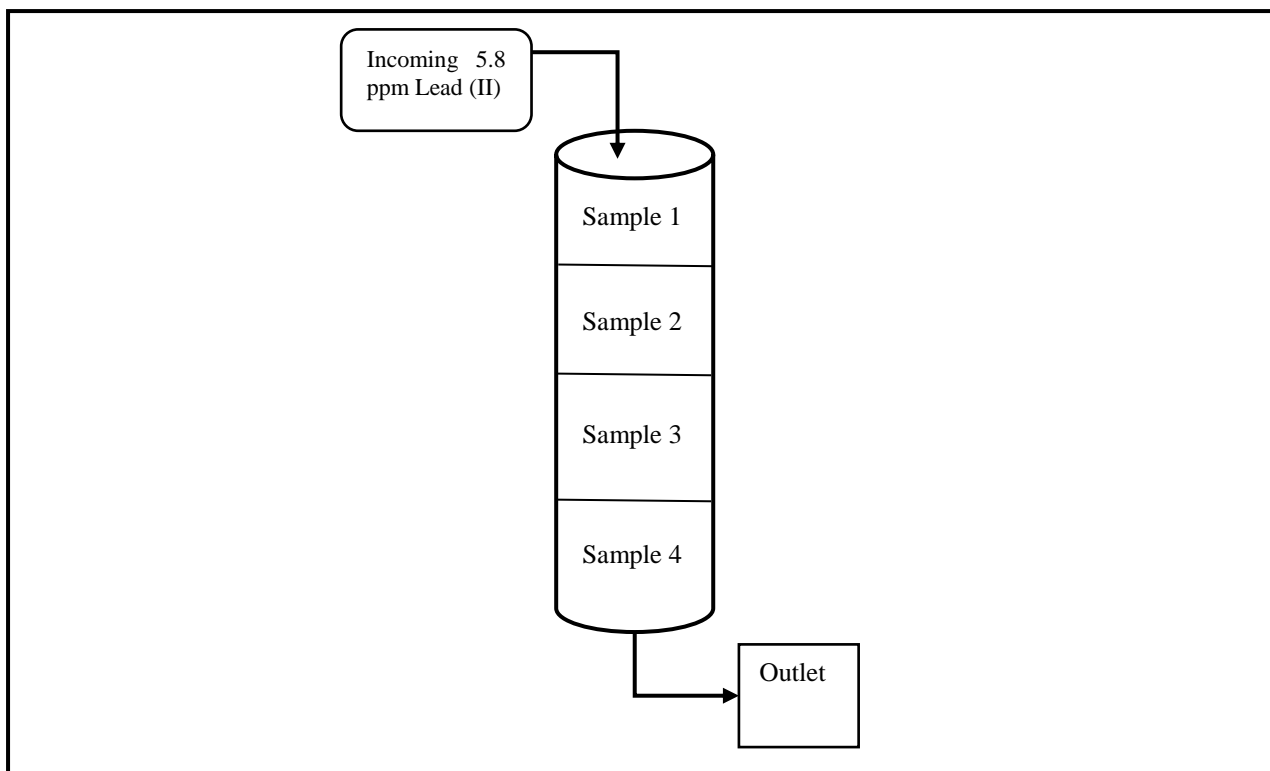 Incoming 5.8
ppm Lead (II)
Sample 1
Sample 2
Sample 3
Sample 4
Outlet